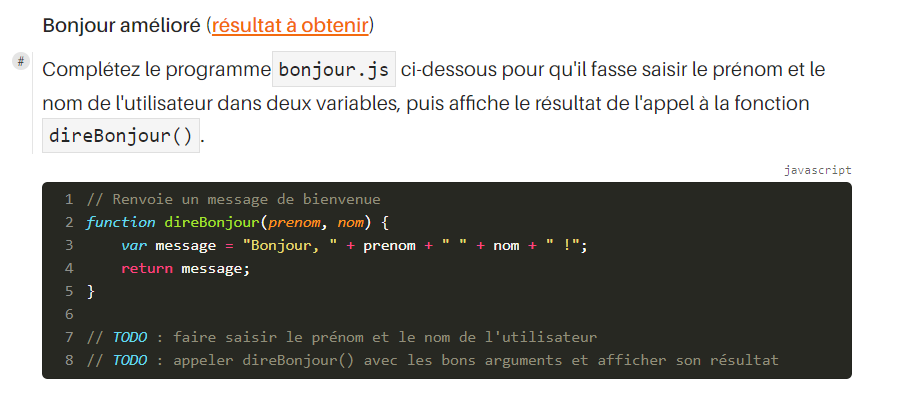 Bonjour amélioré (résultat à obtenir)
#
Complétez le programme bonjour.js ci-dessous pour qu'il fasse saisir le prénom et le
nom de l'utilisateur dans deux variables, puis affiche le résultat de l'appel à la fonction
direBonjour() .
javascript
1 // Renvoie un message de bienvenue
2 function direBonjour(prenom, nom) {
3     var message = "Bonjour, " + prenom + " " + nom + " !";
4     return message;
5 }
6
7 // TODO : faire saisir le prénom et le nom de l'utilisateur
8 // TODO : appeler direBonjour() avec les bons arguments et afficher son résultat